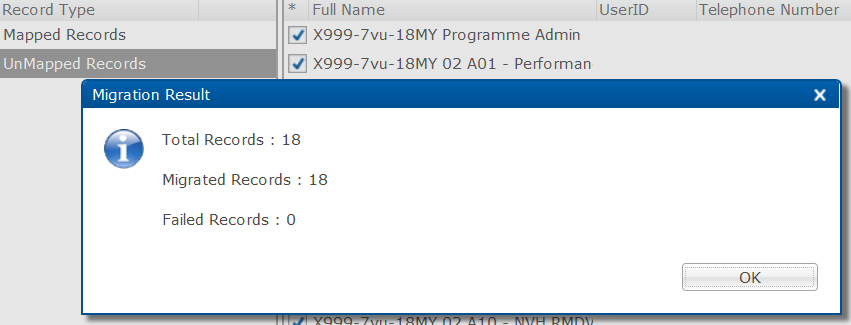 Record Type
* Full Name UserID Telephone Number
Mapped Records
X999-7vu-18MY Programme Admin
UnMapped Records
X999-7vu-18MY 02 A01 - Performan
Migration Result
Total Records : 18
Migrated Records : 18
Failed Records : 0
OK
X999-7vu-18MY 02 A10 - NVH RMDV